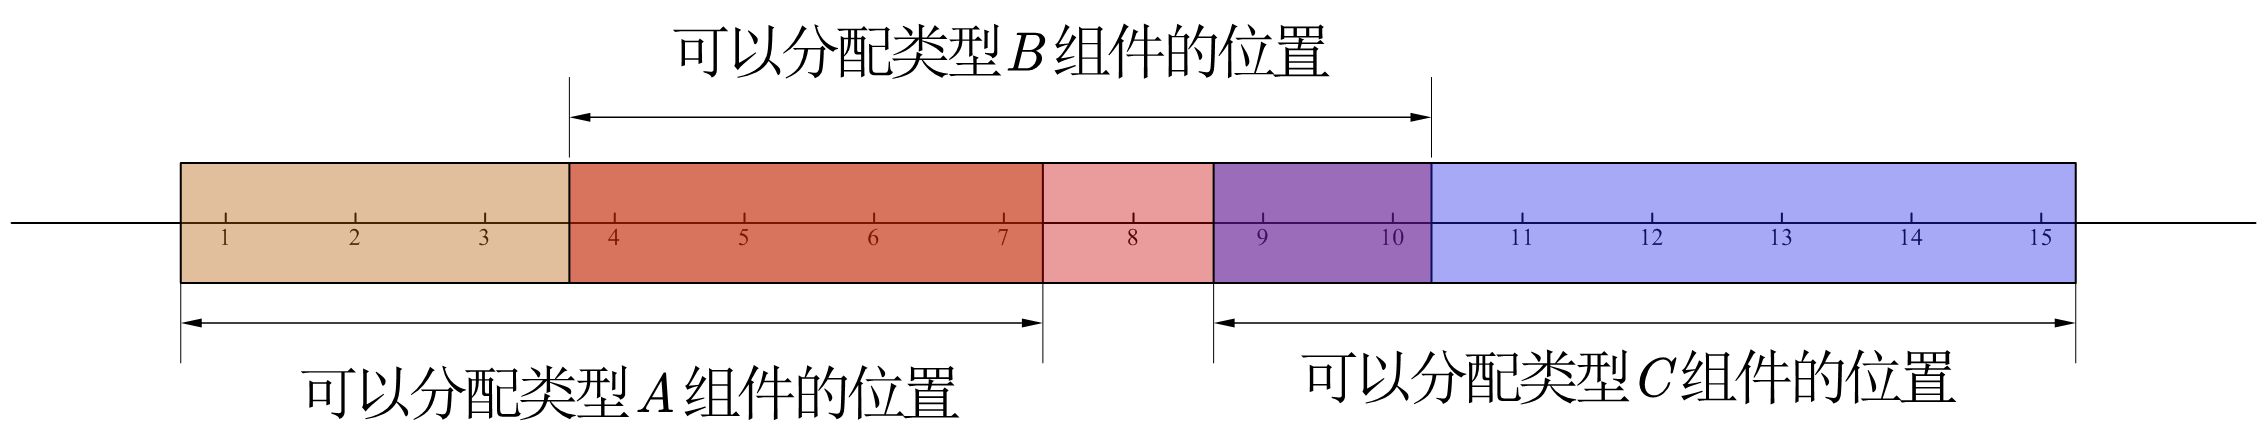 可以分配类型B组件的位置
1 2 3 4 5 6 7 8 9 10 11 12 13 14 15
可以分配类型A组件的位置
可以分配类型C组件的位置